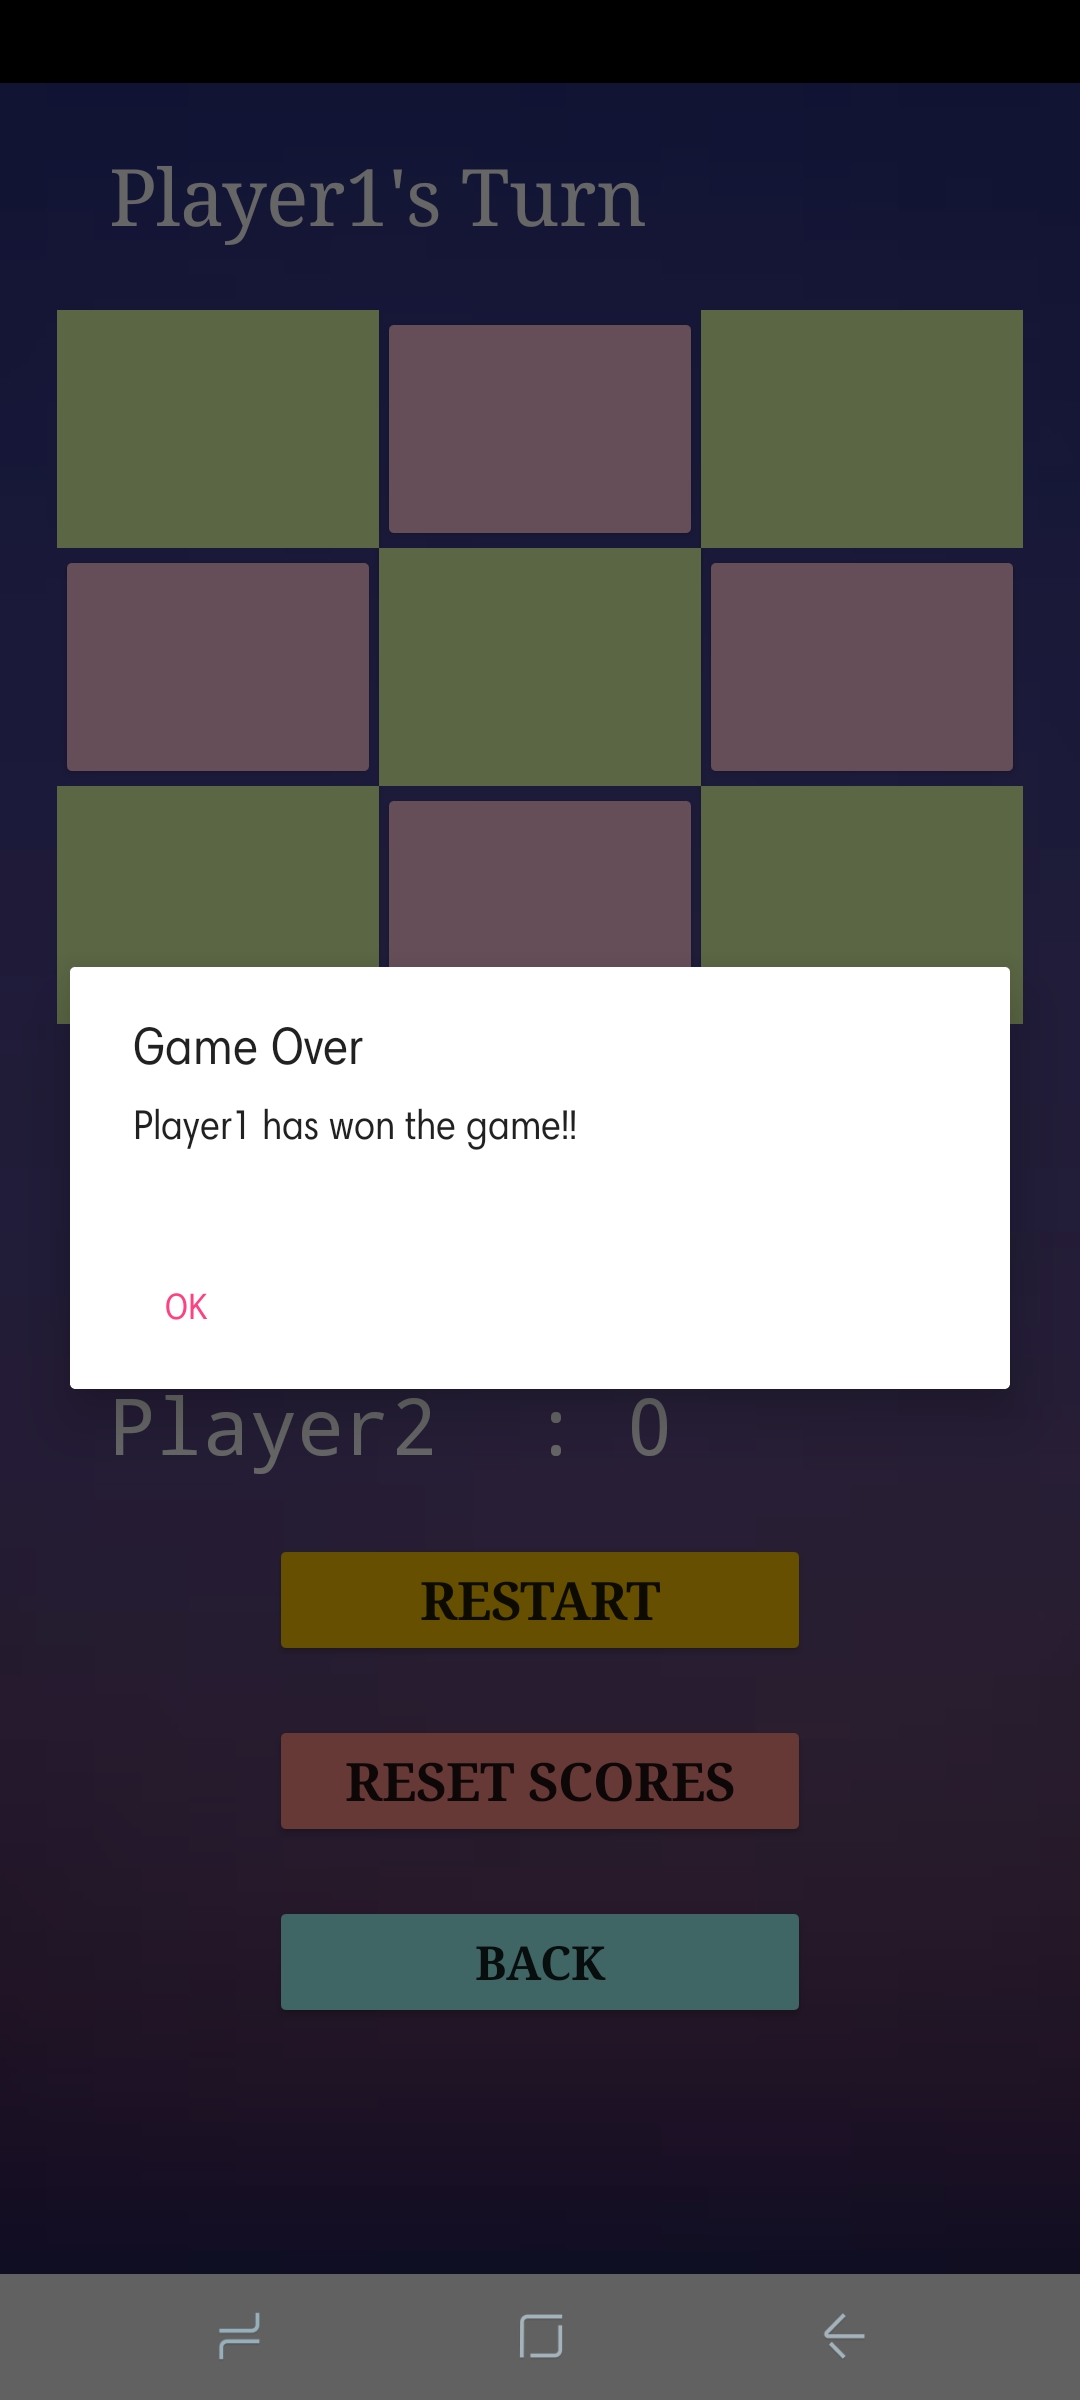 Player1's Turn
Game Over
Player1 has won the game!!
OK
Player2 : 0
RESTART
RESET SCORES
BACK